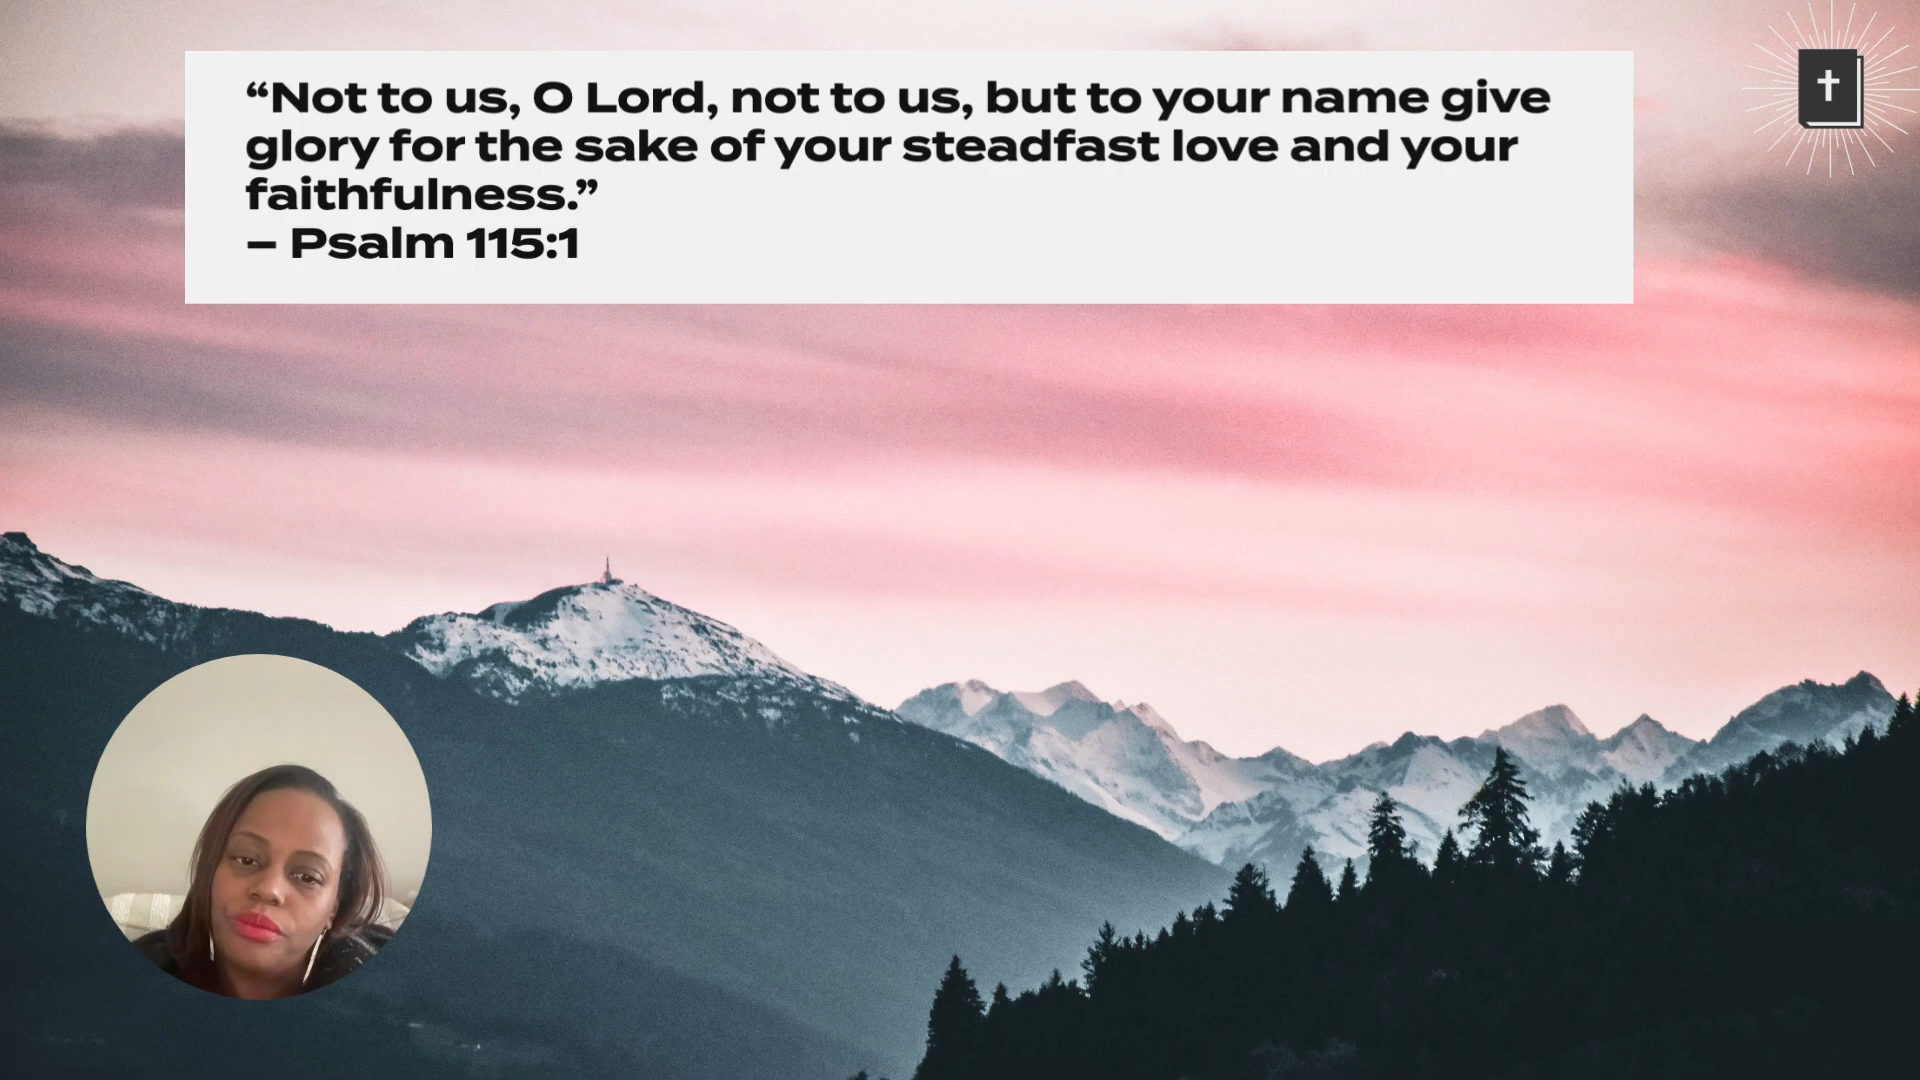 “Not to us, O Lord, not to us, but to your name give
glory for the sake of your steadfast love and your
faithfulness.”
– Psalm 115:1